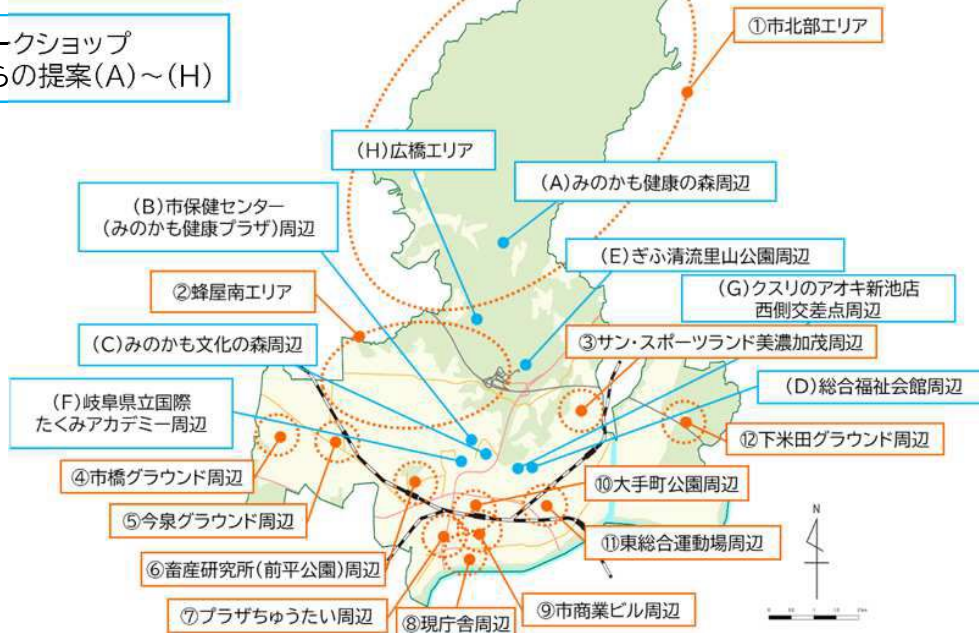 ークショップ
らの提案(A)~(H)
①市北部エリア
(H)広橋エリア
(A)みのかも健康の森周辺
(B)市保健センター
(みのかも健康プラザ)周辺
(E)ぎふ清流里山公園周辺
②蜂屋南エリア
(G)クスリのアオキ新池店
西側交差点周辺
(C)みのかも文化の森周辺
③サン・スポーツランド美濃加茂周辺
(F)岐阜県立国際
たくみアカデミー周辺
(D)総合福祉会館周辺
④市橋グラウンド周辺
⑫下米田グラウンド周辺
⑤今泉グラウンド周辺
⑩大手町公園周辺
⑥畜産研究所(前平公園)周辺
⑪東総合運動場周辺
⑦プラザちゅうたい周辺
⑧現庁舎周辺
⑨市商業ビル周辺
N